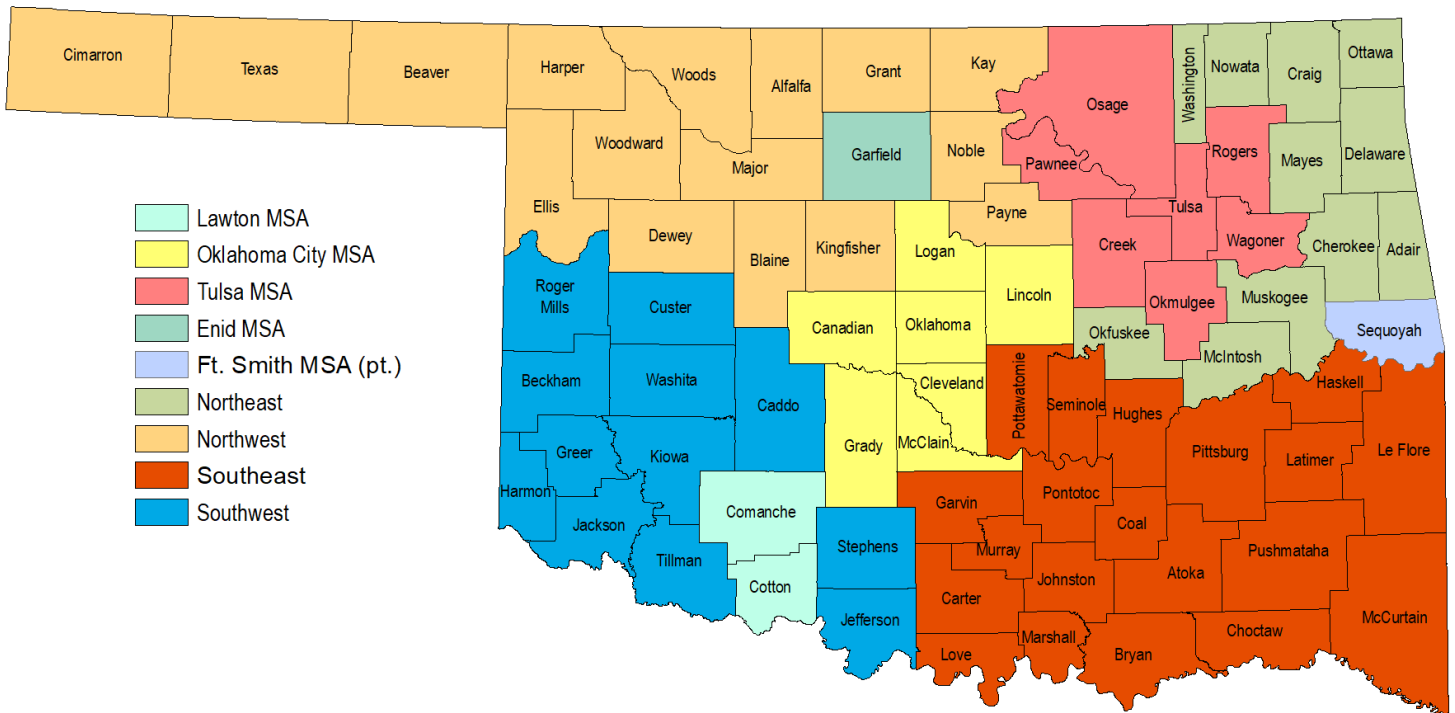 Cimarron
Texas
Beaver
Harper
Woods
Alfalfa
Grant
Kay
Osage
Washington
Nowata
Craig
Ottawa
Woodward
Major
Garfield
Noble
Pawnee
Rogers
Mayes
Delaware
Ellis
Dewey
Blaine
Kingfisher
Logan
Payne
Creek
Tulsa
Wagoner
Cherokee
Adair
Lawton MSA
Oklahoma City MSA
Tulsa MSA
Enid MSA
Ft. Smith MSA (pt.)
Northeast
Northwest
Southeast
Southwest
Roger
Mills
Custer
Canadian
Oklahoma
Lincoln
Okfuskee
Okmulgee
Muskogee
McIntosh
Sequoyah
Beckham
Washita
Caddo
Grady
Cleveland
McClain
Pottawatomie
Seminole
Hughes
Haskell
Pittsburg
Latimer
Le Flore
Greer
Kiowa
Harmon
Jackson
Tillman
Comanche
Cotton
Stephens
Jefferson
Garvin
Pontotoc
Coal
Murray
Carter
Johnston
Atoka
Pushmataha
Love
Marshall
Bryan
Choctaw
McCurtain